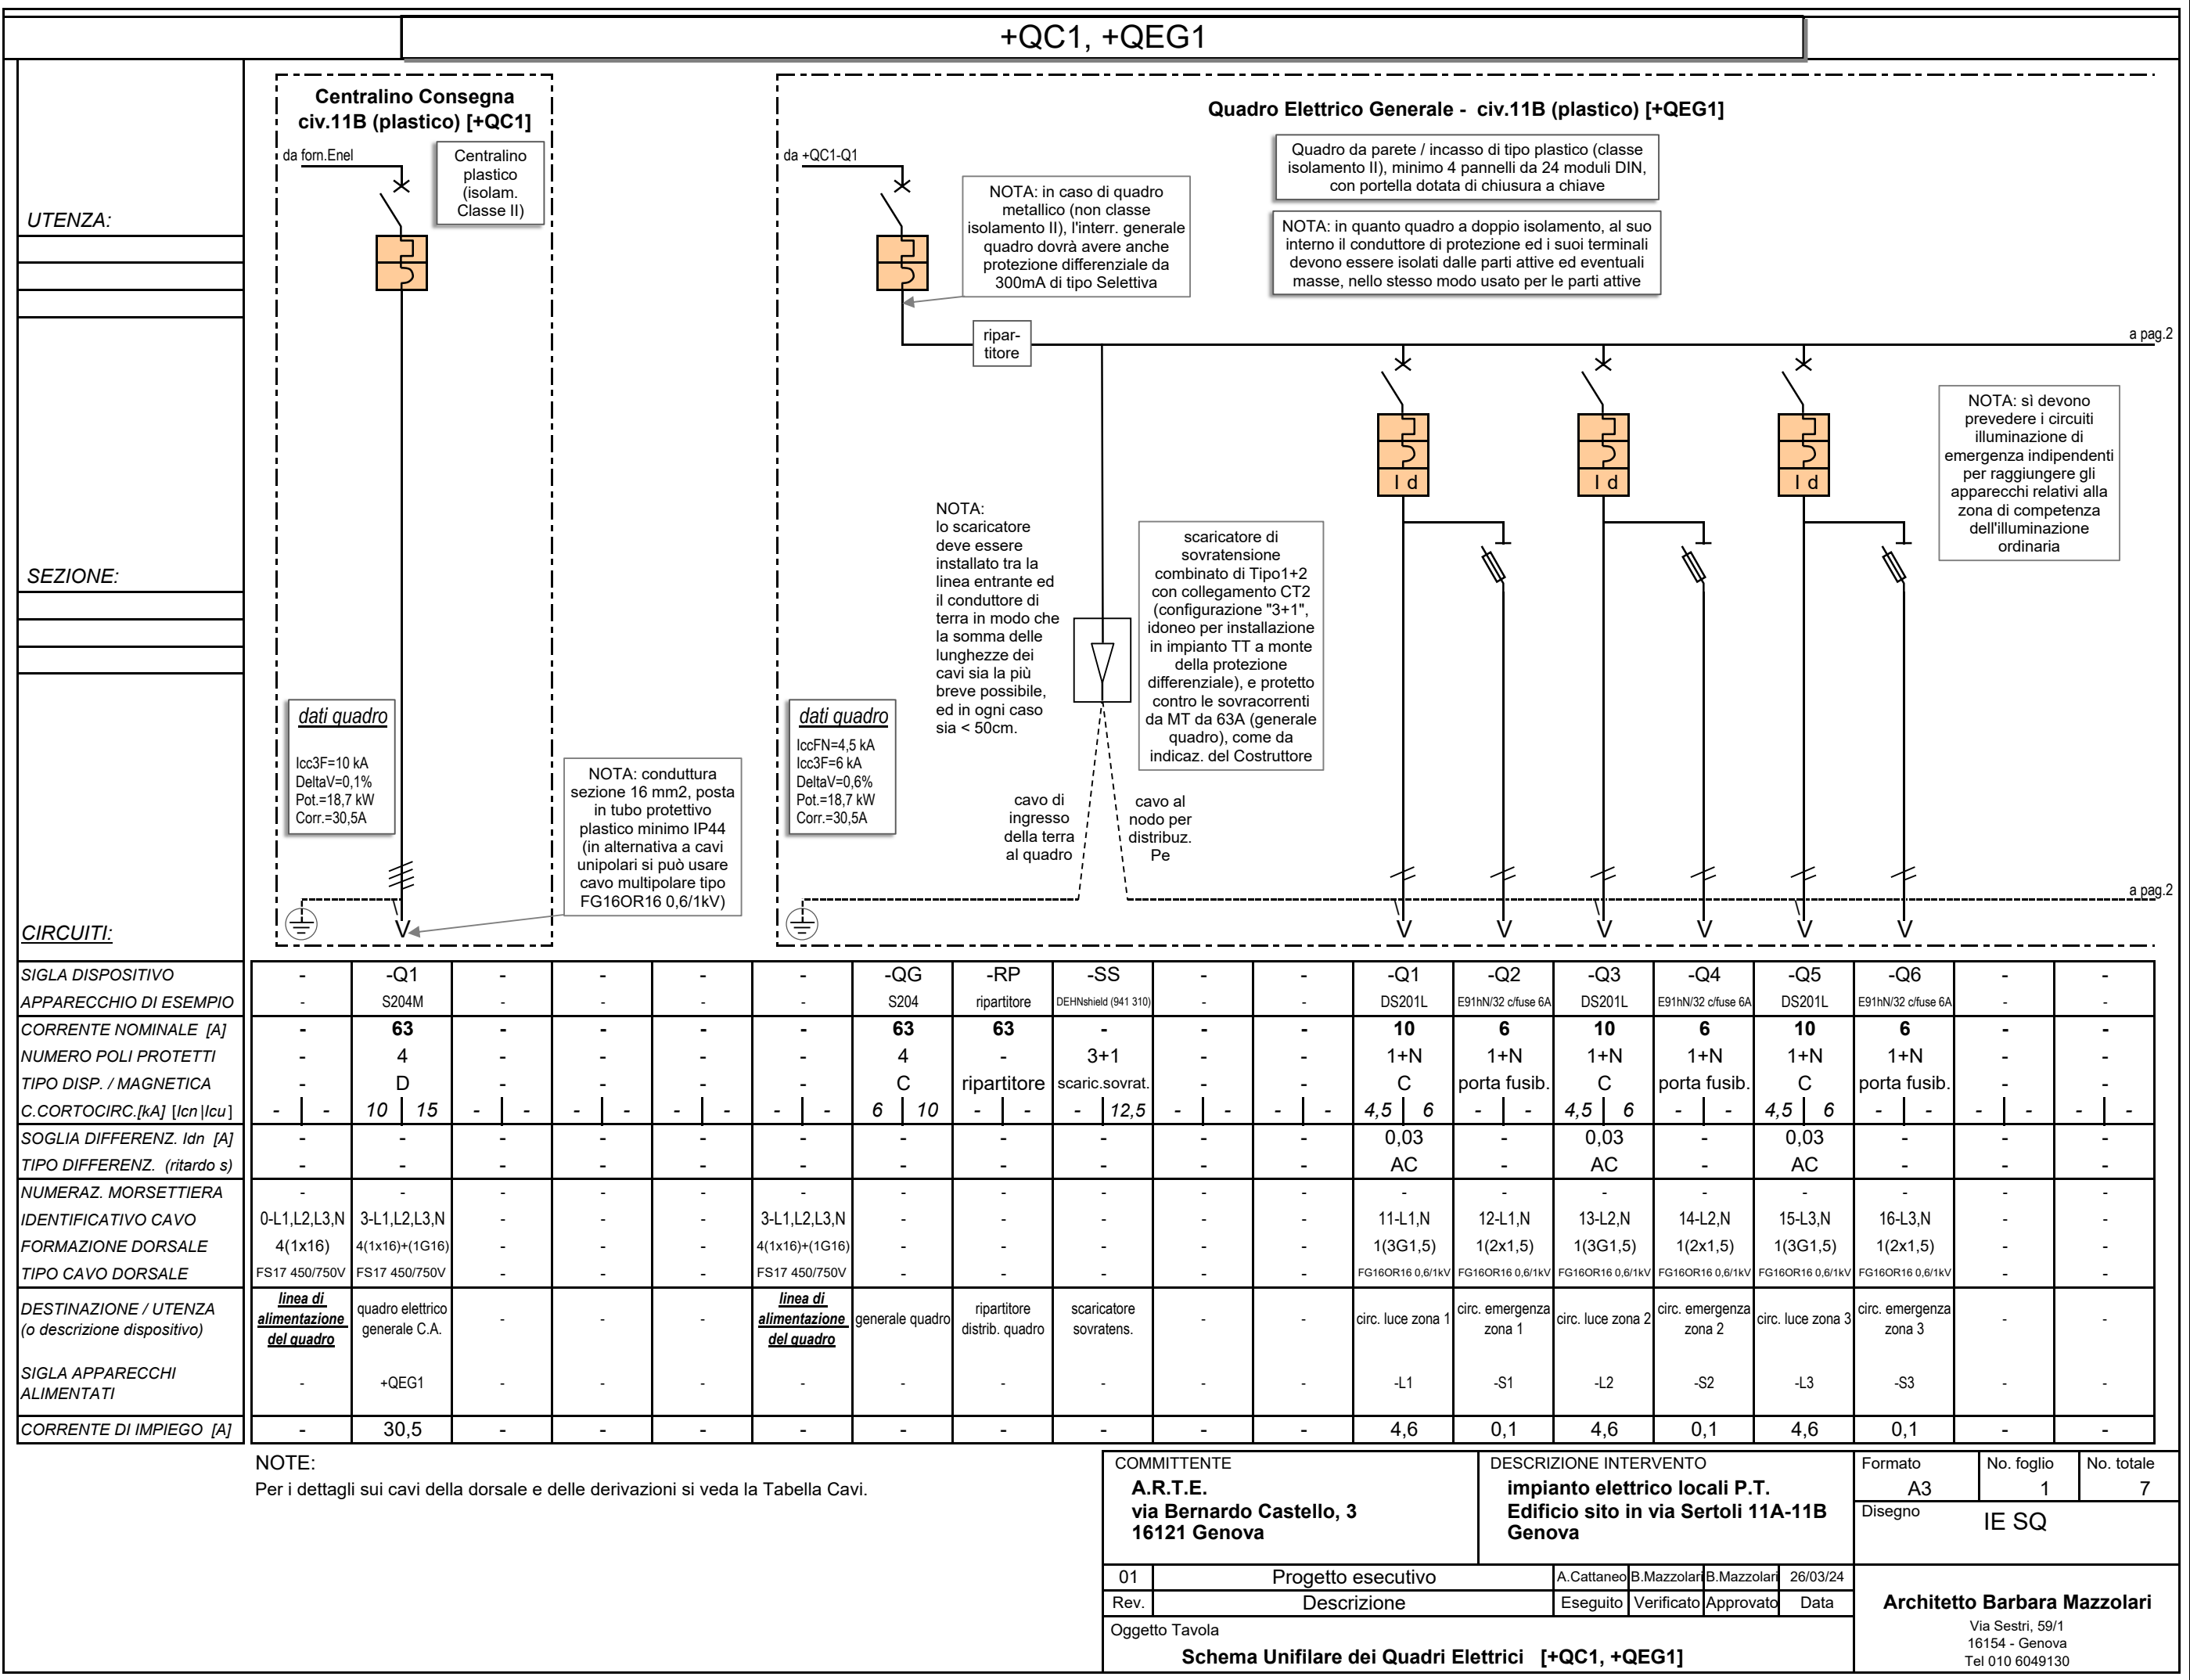 +QC1, +QEG1
Centralino Consegna
civ.11B (plastico) [+QC1]
da forn.Enel
Centralino
plastico
(isolam.
Classe II)
Quadro Elettrico Generale - civ.11B (plastico) [+QEG1]
da +QC1-Q1
NOTA: in caso di quadro
metallico (non classe
isolamento II), l'interr. generale
quadro dovrà avere anche
protezione differenziale da
300mA di tipo Selettiva
Quadro da parete / incasso di tipo plastico (classe
isolamento II), minimo 4 pannelli da 24 moduli DIN,
con portella dotata di chiusura a chiave
NOTA: in quanto quadro a doppio isolamento, al suo
interno il conduttore di protezione ed i suoi terminali
devono essere isolati dalle parti attive ed eventuali
masse, nello stesso modo usato per le parti attive
UTENZA:
ripar-
titore
a pag.2
NOTA: sì devono
prevedere i circuiti
illuminazione di
emergenza indipendenti
per raggiungere gli
apparecchi relativi alla
zona di competenza
dell'illuminazione
ordinaria
I d
I d
I d
NOTA:
lo scaricatore
deve essere
installato tra la
linea entrante ed
il conduttore di
terra in modo che
la somma delle
lunghezze dei
cavi sia la più
breve possibile,
ed in ogni caso
sia < 50cm.
scaricatore di
sovratensione
combinato di Tipo1+2
con collegamento CT2
(configurazione "3+1",
idoneo per installazione
in impianto TT a monte
della protezione
differenziale), e protetto
contro le sovracorrenti
da MT da 63A (generale
quadro), come da
indicaz. del Costruttore
SEZIONE:
dati quadro
Icc3F=10 kA
DeltaV=0,1%
Pot.=18,7 kW
Corr.=30,5A
NOTA: conduttura
sezione 16 mm2, posta
in tubo protettivo
plastico minimo IP44
(in alternativa a cavi
unipolari si può usare
cavo multipolare tipo
FG16OR16 0,6/1kV)
dati quadro
IccFN=4,5 kA
Icc3F=6 kA
DeltaV=0,6%
Pot.=18,7 kW
Corr.=30,5A
cavo di
ingresso
della terra
al quadro
cavo al
nodo per
distribuz.
Pe
a pag.2
CIRCUITI:
SIGLA DISPOSITIVO - -Q1 - - - - -QG -RP -SS - - -Q1 -Q2 -Q3 -Q4 -Q5 -Q6 - -
APPARECCHIO DI ESEMPIO - S204M - - - - S204 ripartitore DEHNshield (941 310) - - DS201L E91hN/32 c/fuse 6A DS201L E91hN/32 c/fuse 6A DS201L E91hN/32 c/fuse 6A - -
CORRENTE NOMINALE [A] - 63 - - - - 63 63 - - - 10 6 10 6 10 6 - -
NUMERO POLI PROTETTI - 4 - - - - 4 - 3+1 - - 1+N 1+N 1+N 1+N 1+N 1+N - -
TIPO DISP. / MAGNETICA - D - - - - C ripartitore scaric.sovrat. - - C porta fusib. C porta fusib. C porta fusib. - -
C.CORTOCIRC.[kA] [Icn|Icu] - | - 10 | 15 - | - - | - - | - - | - 6 | 10 - | - - | 12,5 - | - - | - 4,5 | 6 - | - 4,5 | 6 - | - 4,5 | 6 - | - - | - - | -
SOGLIA DIFFERENZ. Idn [A] - - - - - - - - - - - 0,03 - 0,03 - 0,03 - - -
TIPO DIFFERENZ. (ritardo s) - - - - - - - - - - - AC - AC - AC - - -
NUMERAZ. MORSETTIERA - - - - - - - - - - - - - - - - - - -
IDENTIFICATIVO CAVO 0-L1,L2,L3,N 3-L1,L2,L3,N - - - 3-L1,L2,L3,N - - - - - 11-L1,N 12-L1,N 13-L2,N 14-L2,N 15-L3,N 16-L3,N - -
FORMAZIONE DORSALE 4(1x16) 4(1x16)+(1G16) - - - 4(1x16)+(1G16) - - - - - 1(3G1,5) 1(2x1,5) 1(3G1,5) 1(2x1,5) 1(3G1,5) 1(2x1,5) - -
TIPO CAVO DORSALE FS17 450/750V FS17 450/750V - - - FS17 450/750V - - - - - FG16OR16 0,6/1kV FG16OR16 0,6/1kV FG16OR16 0,6/1kV FG16OR16 0,6/1kV FG16OR16 0,6/1kV FG16OR16 0,6/1kV - -
DESTINAZIONE / UTENZA
(o descrizione dispositivo)
linea di
alimentazione
del quadro
quadro elettrico
generale C.A.
- - -
linea di
alimentazione
del quadro
generale quadro
ripartitore
distrib. quadro
scaricatore
sovratens.
- -
circ. luce zona 1
circ. emergenza
zona 1
circ. luce zona 2
circ. emergenza
zona 2
circ. luce zona 3
circ. emergenza
zona 3
- -
SIGLA APPARECCHI
ALIMENTATI
- +QEG1 - - - - - - - - - -L1 -S1 -L2 -S2 -L3 -S3 - -
CORRENTE DI IMPIEGO [A] - 30,5 - - - - - - - - - 4,6 0,1 4,6 0,1 4,6 0,1 - -
NOTE:
Per i dettagli sui cavi della dorsale e delle derivazioni si veda la Tabella Cavi.
COMMITTENTE
A.R.T.E.
via Bernardo Castello, 3
16121 Genova
DESCRIZIONE INTERVENTO
impianto elettrico locali P.T.
Edificio sito in via Sertoli 11A-11B
Genova
Formato
A3
No. foglio
1
No. totale
7
Disegno
IE SQ
01 Progetto esecutivo A.Cattaneo B.Mazzolari B.Mazzolari 26/03/24
Rev. Descrizione Eseguito Verificato Approvato Data
Oggetto Tavola
Schema Unifilare dei Quadri Elettrici [+QC1, +QEG1]
Architetto Barbara Mazzolari
Via Sestri, 59/1
16154 - Genova
Tel 010 6049130